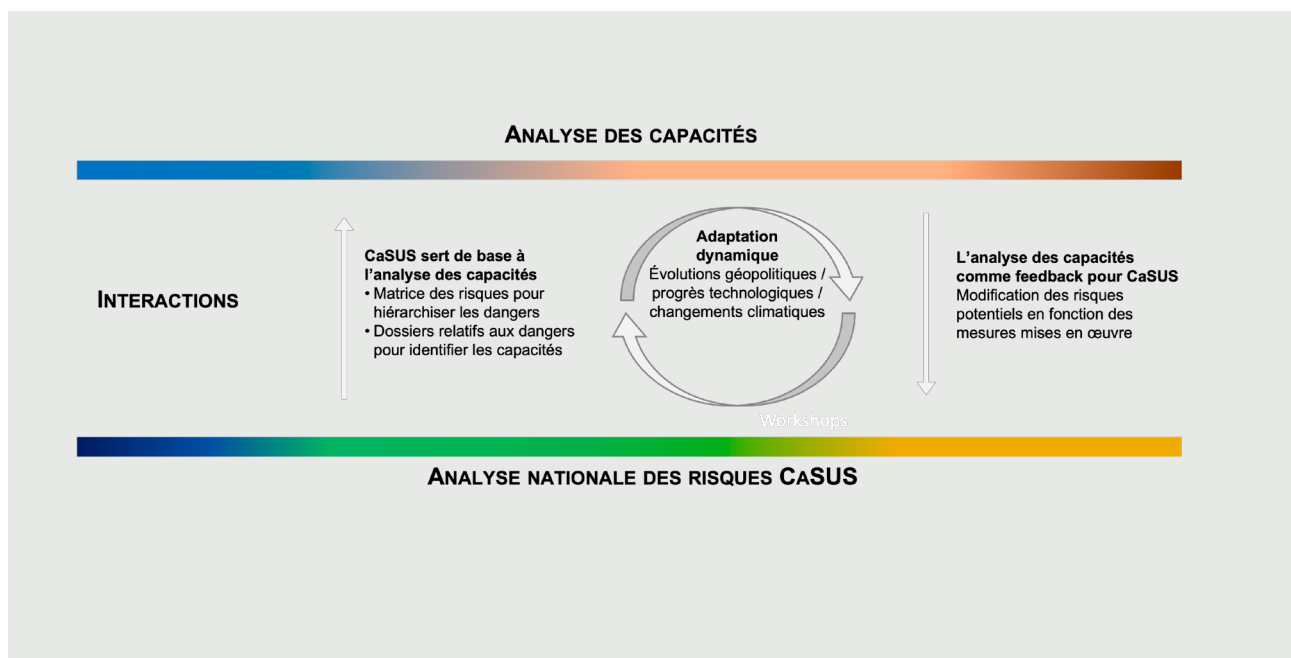 ANALYSE DES CAPACITÉS
INTERACTIONS
CaSUS sert de base à
l'analyse des capacités
• Matrice des risques pour
hiérarchiser les dangers
• Dossiers relatifs aux dangers
pour identifier les capacités
Adaptation
dynamique
Évolutions géopolitiques /
progrès technologiques /
changements climatiques
L'analyse des capacités
comme feedback pour CaSUS
Modification des risques
potentiels en fonction des
mesures mises en œuvre
Workshops
ANALYSE NATIONALE DES RISQUES CASUS